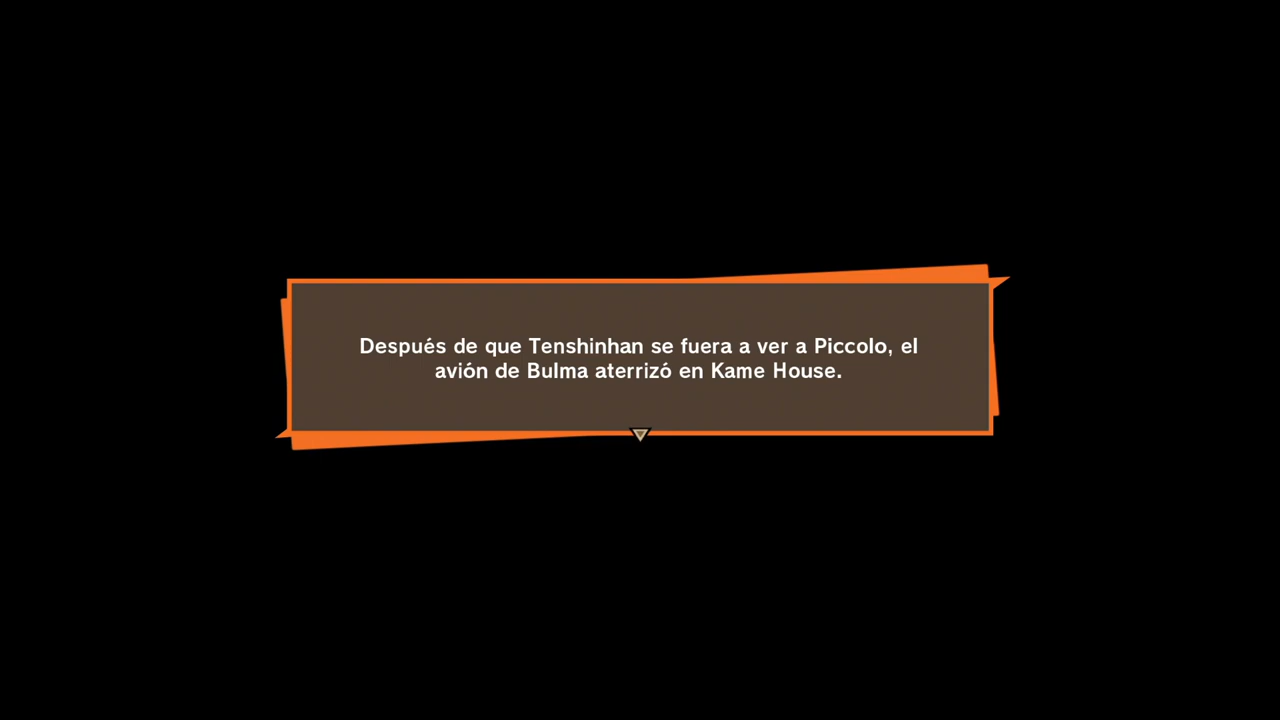 Después de que Tenshinhan se fuera a ver a Piccolo, el
avión de Bulma aterrizó en Kame House.